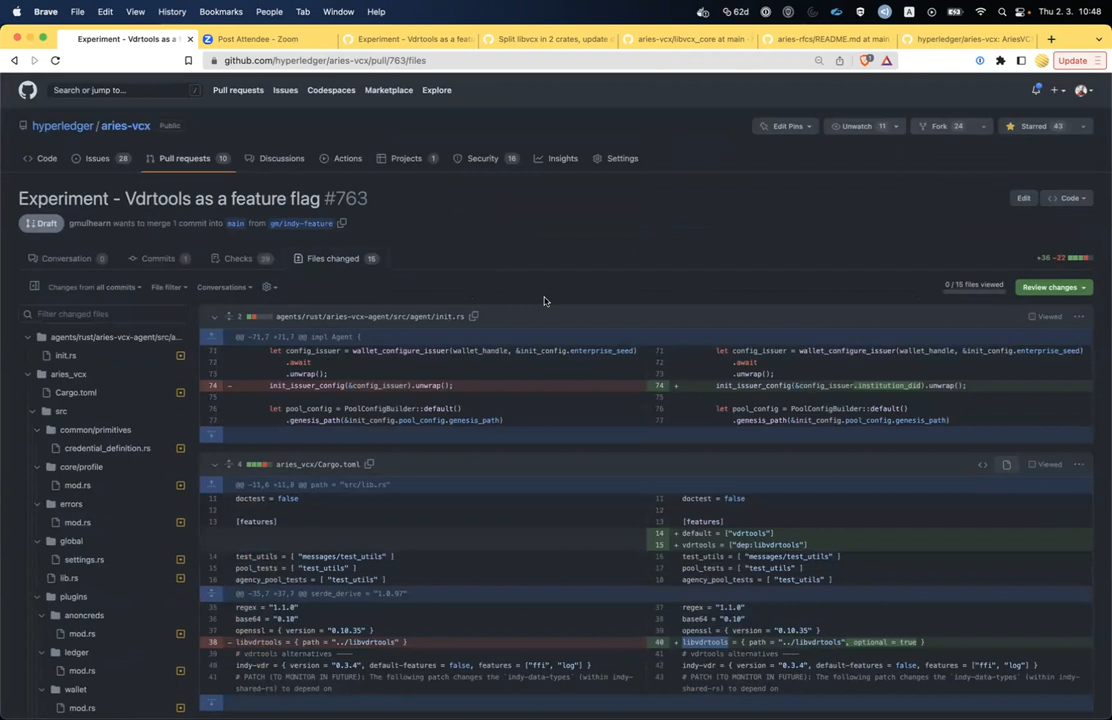 Brave Browser File Edit View History Bookmarks People Tab Window Help 62d A Thu 2. 3. 10:48
Experiment - Vdrtools as a f Post Attendee - Zoom Experiment - Vdrtools as a feat Split libvcx in 2 crates, update d aries-vcx/libvcx_core at main · aries-rfcs/README.md at main · hyperledger/aries-vcx: AriesVC
github.com/hyperledger/aries-vcx/pull/763/files Update
Search or jump to... / Pull requests Issues Codespaces Marketplace Explore
hyperledger / aries-vcx Public Edit Pins Unwatch 11 Fork 24 Starred 43
Code Issues 28 Pull requests 10 Discussions Actions Projects 1 Security 16 Insights Settings
Experiment - Vdrtools as a feature flag #763 Edit <> Code
Draft gmulhearn wants to merge 1 commit into main from gm/indy-feature
Conversation 0 Commits 1 Checks 39 Files changed 15 +36 −22
Changes from all commits File filter Conversations 0 / 15 files viewed Review changes
Filter changed files
agents/rust/aries-vcx-agent/src/a...
init.rs
aries_vcx
Cargo.toml
src
common/primitives
credential_definition.rs
core/profile
mod.rs
errors
mod.rs
global
settings.rs
lib.rs
plugins
anoncreds
mod.rs
ledger
mod.rs
wallet
mod.rs
2 agents/rust/aries-vcx-agent/src/agent/init.rs Viewed
@@ -71,7 +71,7 @@ impl Agent {
71 let config_issuer = wallet_configure_issuer(wallet_handle, &init_config.enterprise_seed) 71 let config_issuer = wallet_configure_issuer(wallet_handle, &init_config.enterprise_seed)
72 .await 72 .await
73 .unwrap(); 73 .unwrap();
74 - init_issuer_config(&config_issuer).unwrap(); 74 + init_issuer_config(&config_issuer.institution_did).unwrap();
75 75
76 let pool_config = PoolConfigBuilder::default() 76 let pool_config = PoolConfigBuilder::default()
77 .genesis_path(&init_config.pool_config.genesis_path) 77 .genesis_path(&init_config.pool_config.genesis_path)
4 aries_vcx/Cargo.toml <> Viewed
@@ -11,6 +11,8 @@ path = "src/lib.rs"
11 doctest = false 11 doctest = false
12 12
13 [features] 13 [features]
14 + default = ["vdrtools"]
15 + vdrtools = ["dep:libvdrtools"]
14 test_utils = [ "messages/test_utils" ] 16 test_utils = [ "messages/test_utils" ]
15 pool_tests = [ "test_utils" ] 17 pool_tests = [ "test_utils" ]
16 agency_pool_tests = [ "test_utils" ] 18 agency_pool_tests = [ "test_utils" ]
@@ -35,7 +37,7 @@ serde_derive = "1.0.97"
35 regex = "1.1.0" 37 regex = "1.1.0"
36 base64 = "0.10" 38 base64 = "0.10"
37 openssl = { version = "0.10.35" } 39 openssl = { version = "0.10.35" }
38 - libvdrtools = { path = "../libvdrtools" } 40 + libvdrtools = { path = "../libvdrtools", optional = true }
39 # vdrtools alternatives ---- 41 # vdrtools alternatives ----
40 indy-vdr = { version = "0.3.4", default-features = false, features = ["ffi", "log"] } 42 indy-vdr = { version = "0.3.4", default-features = false, features = ["ffi", "log"] }
41 # PATCH (TO MONITOR IN FUTURE): The following patch changes the `indy-data-types` (within indy- 43 # PATCH (TO MONITOR IN FUTURE): The following patch changes the `indy-data-types` (within indy-
shared-rs) to depend on shared-rs) to depend on